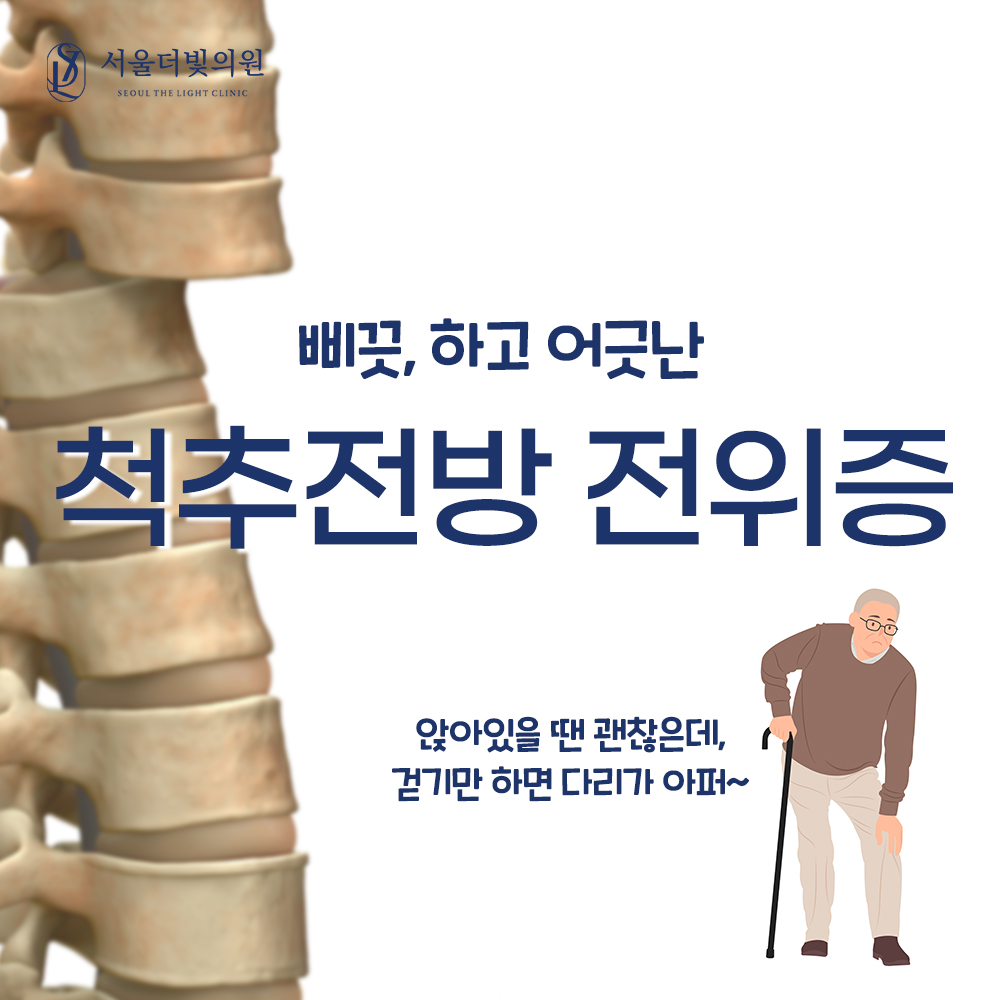 서울더빛의원
SEOUL THE LIGHT CLINIC
삐끗, 하고 어긋난
척추전방 전위증
앉아있을 땐 괜찮은데,
걷기만 하면 다리가 아퍼~